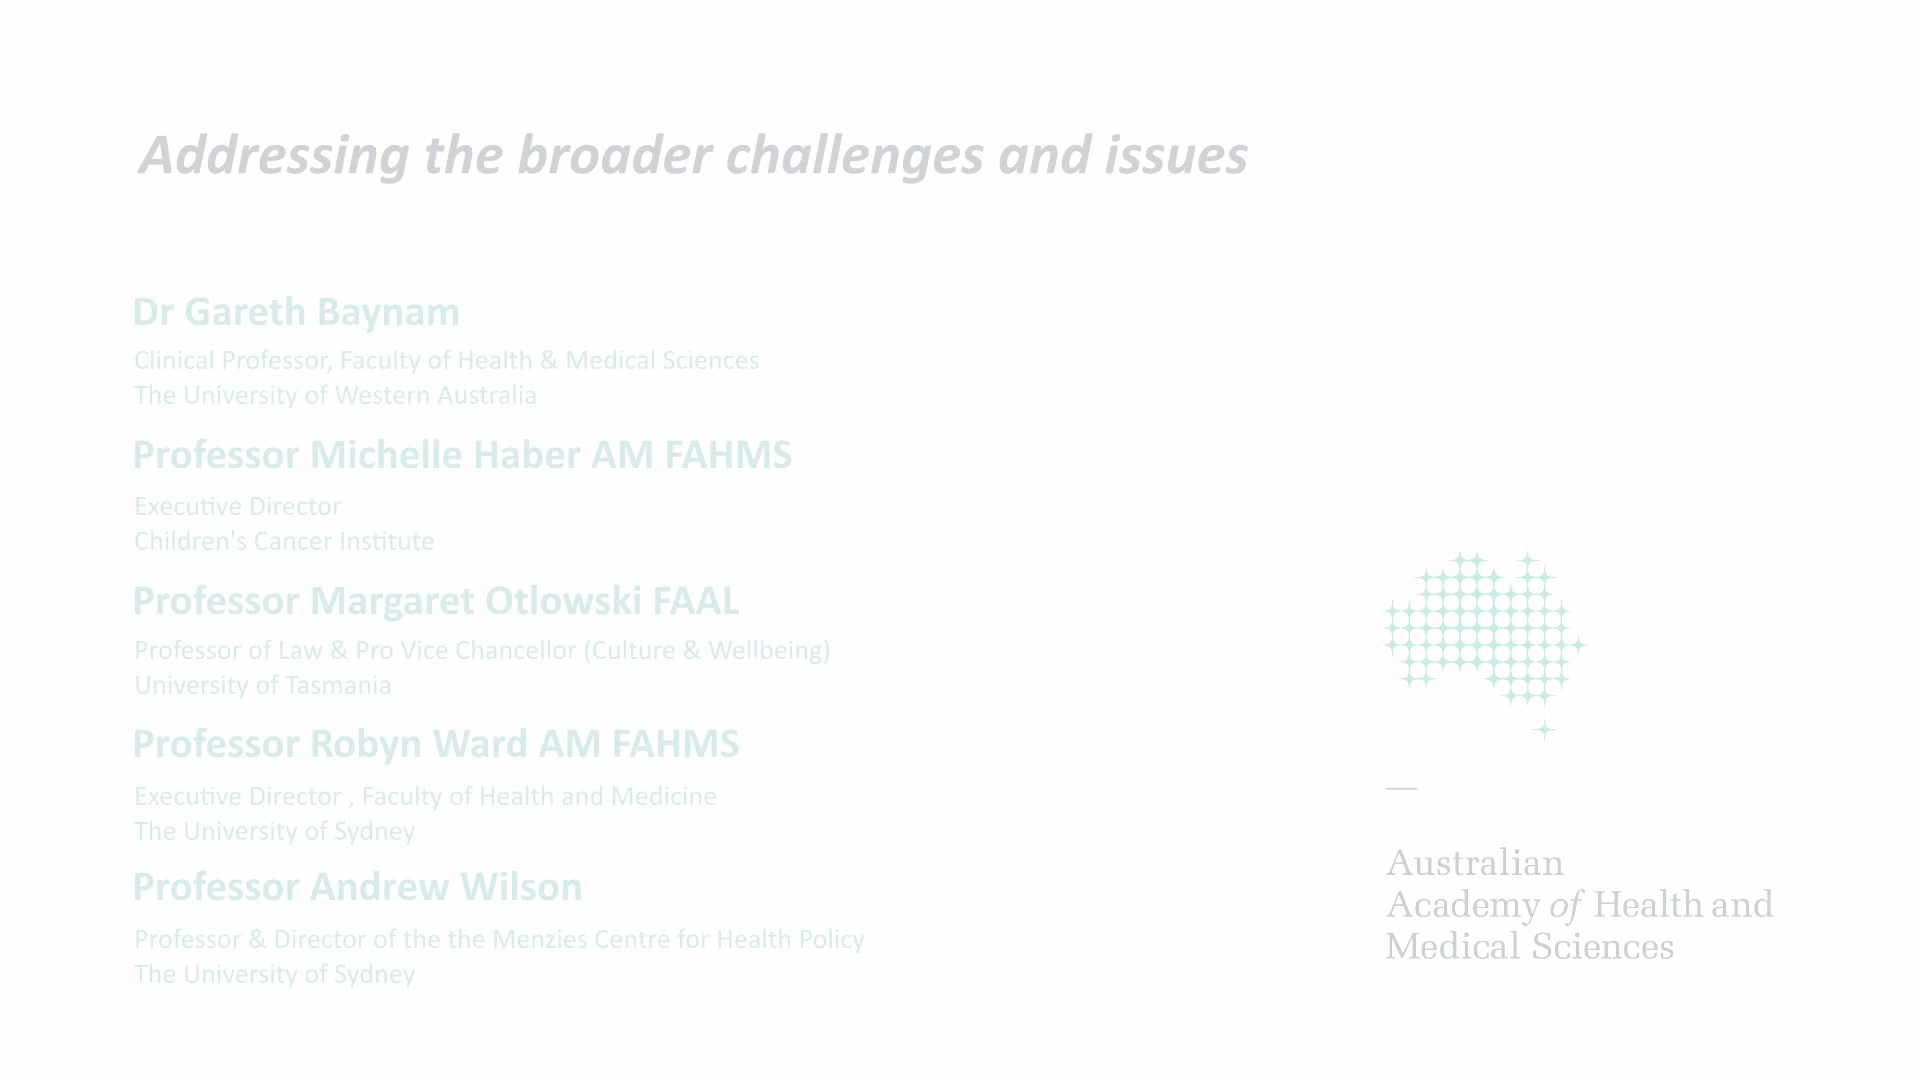 Addressing the broader challenges and issues
Dr Gareth Baynam
Clinical Professor, Faculty of Health & Medical Sciences
The University of Western Australia
Professor Michelle Haber AM FAHMS
Executive Director
Children's Cancer Institute
Professor Margaret Otlowski FAAL
Professor of Law & Pro Vice Chancellor (Culture & Wellbeing)
University of Tasmania
Professor Robyn Ward AM FAHMS
Executive Director , Faculty of Health and Medicine
The University of Sydney
Professor Andrew Wilson
Professor & Director of the the Menzies Centre for Health Policy
The University of Sydney
Australian
Academy of Health and
Medical Sciences